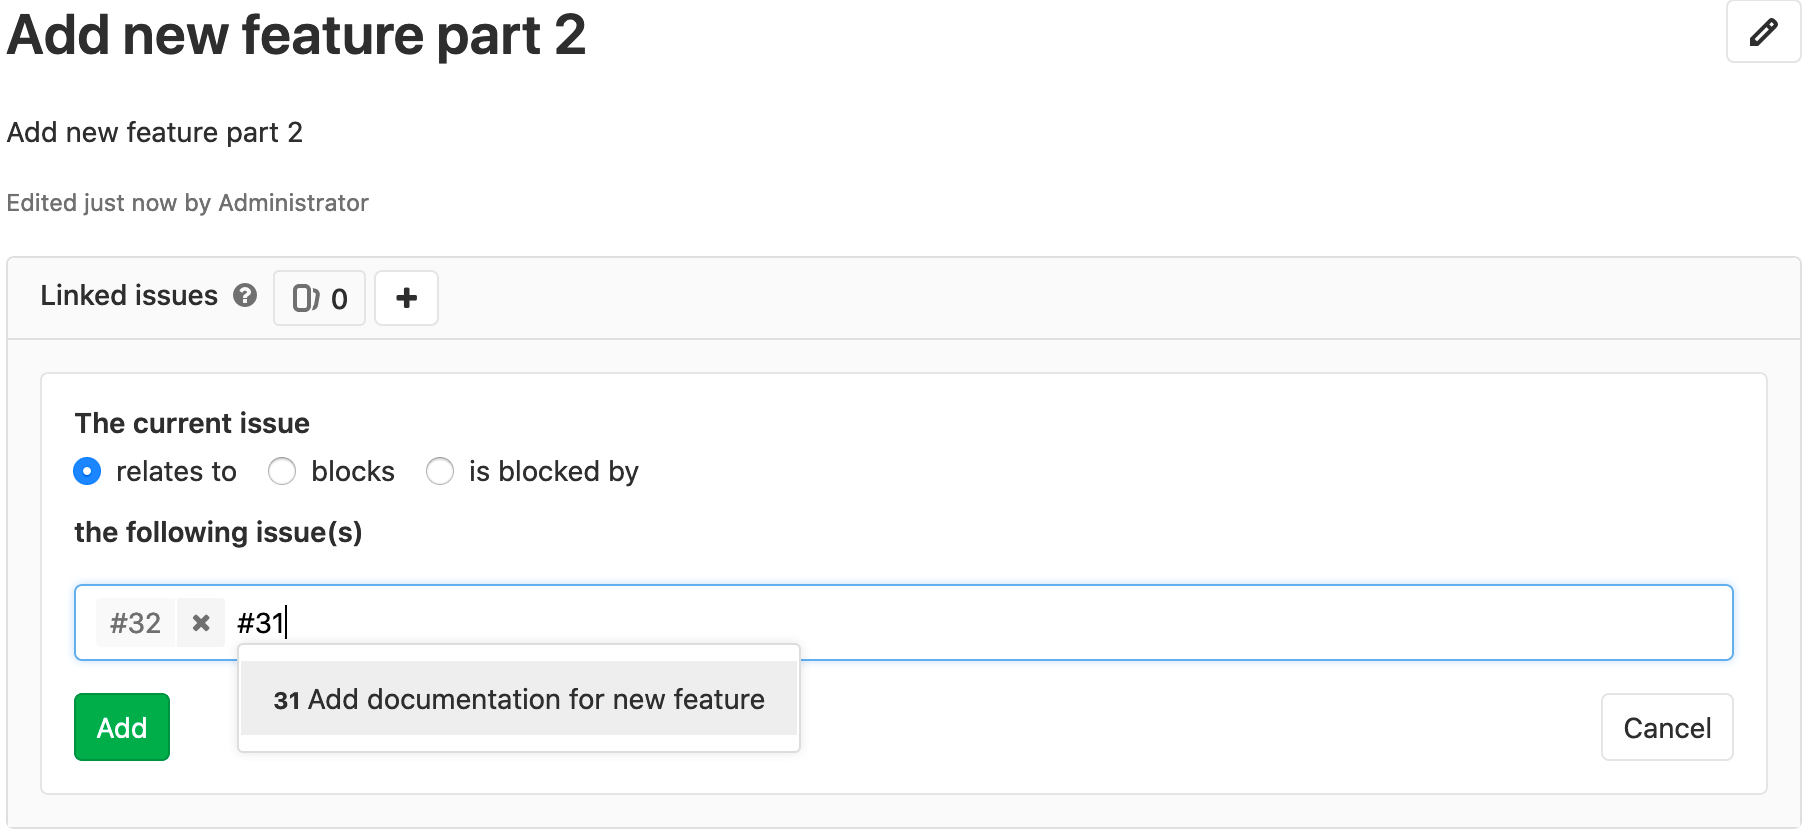 Add new feature part 2
Add new feature part 2
Edited just now by Administrator
Linked issues ? 0 +
The current issue
relates to blocks is blocked by
the following issue(s)
#32 #31
31 Add documentation for new feature
Add Cancel